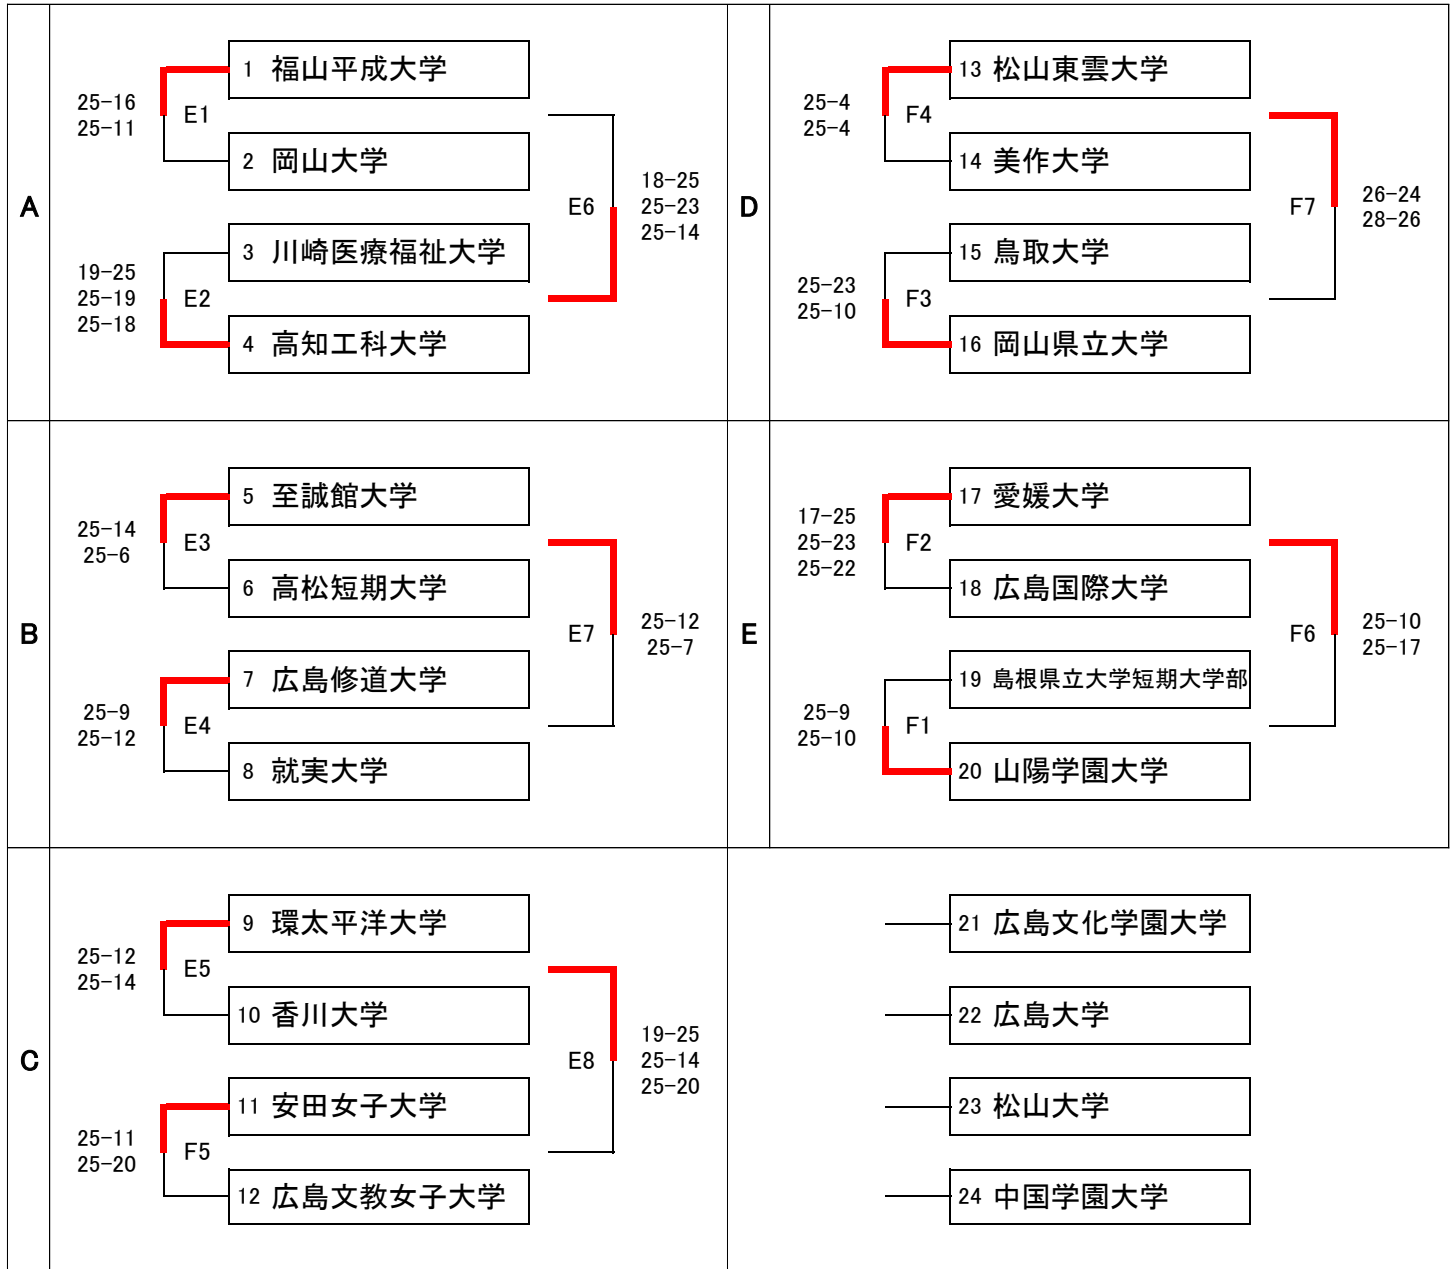 A
25-16
25-11
E1
1 福山平成大学
2 岡山大学
19-25
25-19
25-18
E2
3 川崎医療福祉大学
4 高知工科大学
E6
18-25
25-23
25-14
D
25-4
25-4
F4
13 松山東雲大学
14 美作大学
25-23
25-10
F3
15 鳥取大学
16 岡山県立大学
F7
26-24
28-26
B
25-14
25-6
E3
5 至誠館大学
6 高松短期大学
25-9
25-12
E4
7 広島修道大学
8 就実大学
E7
25-12
25-7
E
17-25
25-23
25-22
F2
17 愛媛大学
18 広島国際大学
25-9
25-10
F1
19 島根県立大学短期大学部
20 山陽学園大学
F6
25-10
25-17
C
25-12
25-14
E5
9 環太平洋大学
10 香川大学
25-11
25-20
F5
11 安田女子大学
12 広島文教女子大学
E8
19-25
25-14
25-20
21 広島文化学園大学
22 広島大学
23 松山大学
24 中国学園大学